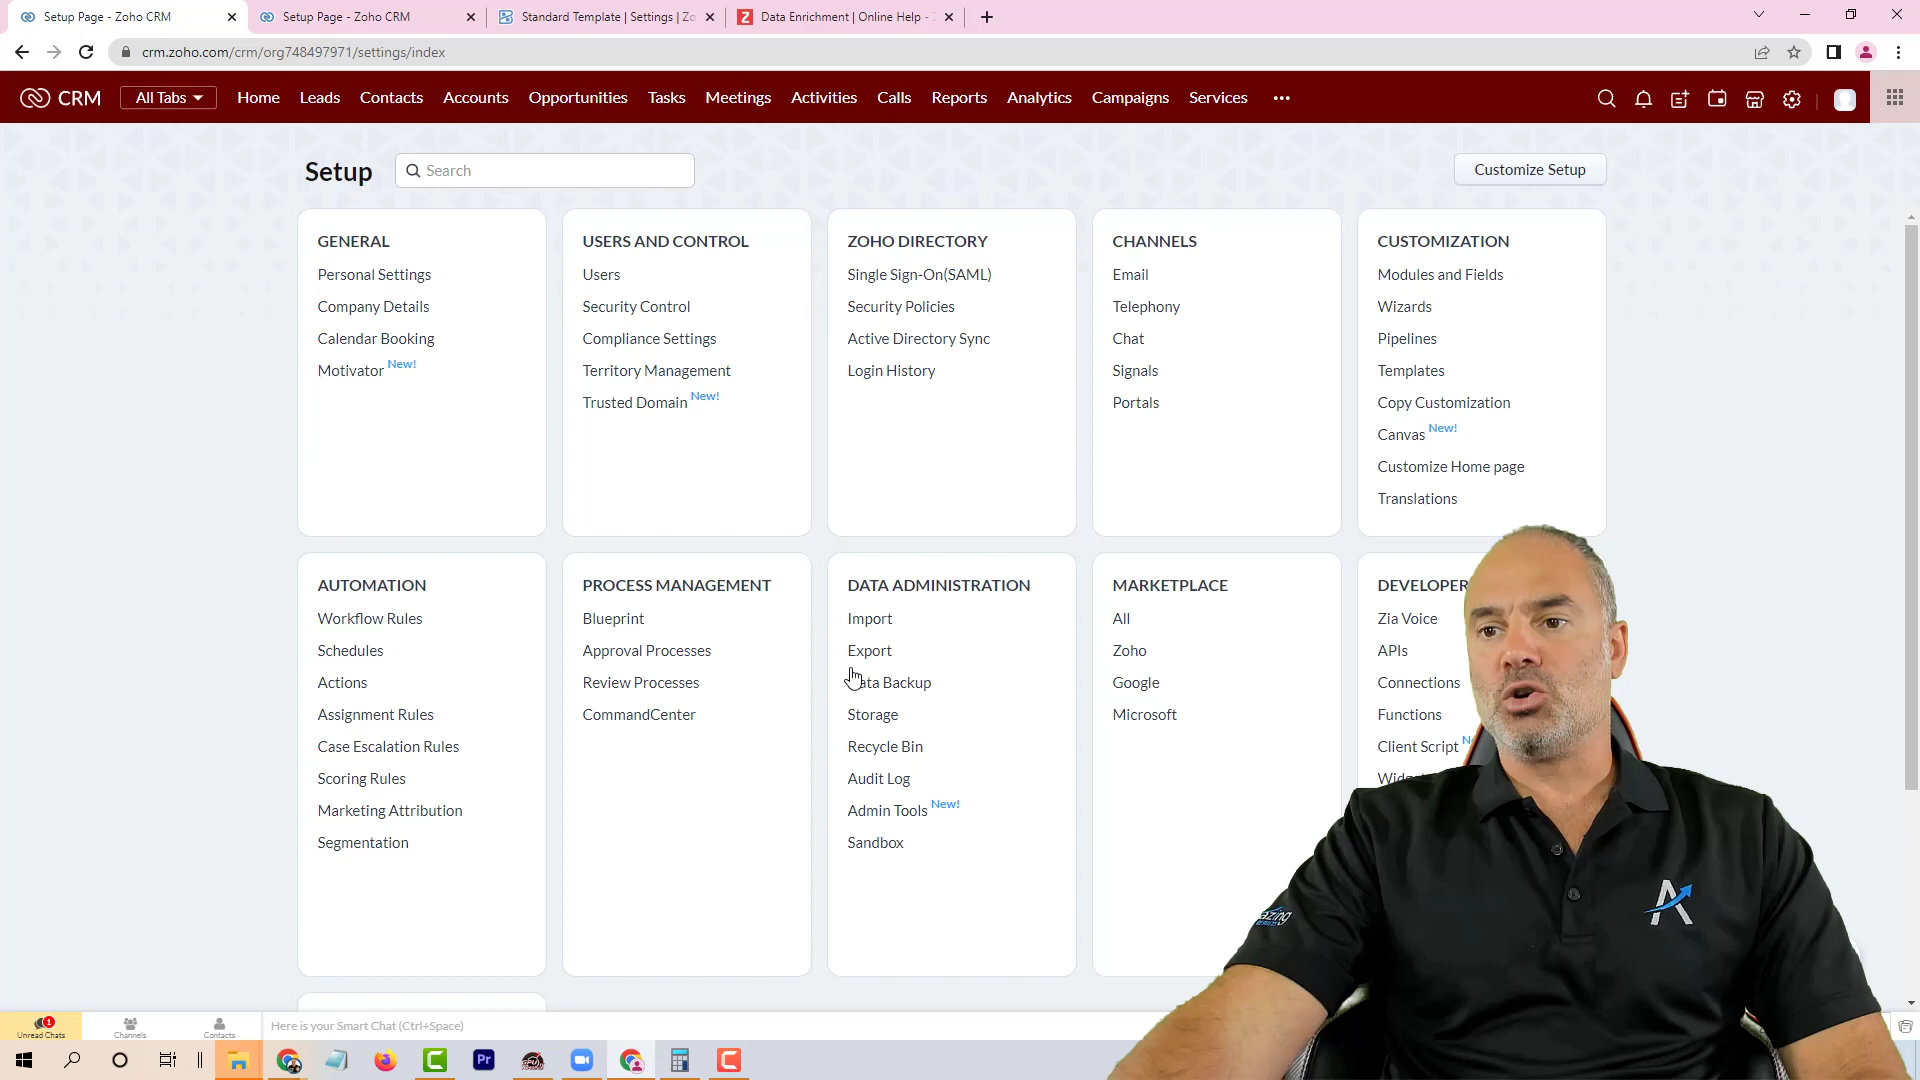 Setup Page - Zoho CRM
Setup Page - Zoho CRM
Standard Template | Settings | Zo
Data Enrichment | Online Help -
crm.zoho.com/crm/org748497971/settings/index
CRM
All Tabs
Home
Leads
Contacts
Accounts
Opportunities
Tasks
Meetings
Activities
Calls
Reports
Analytics
Campaigns
Services
Setup
Search
Customize Setup
GENERAL
Personal Settings
Company Details
Calendar Booking
Motivator New!
USERS AND CONTROL
Users
Security Control
Compliance Settings
Territory Management
Trusted Domain New!
ZOHO DIRECTORY
Single Sign-On(SAML)
Security Policies
Active Directory Sync
Login History
CHANNELS
Email
Telephony
Chat
Signals
Portals
CUSTOMIZATION
Modules and Fields
Wizards
Pipelines
Templates
Copy Customization
Canvas New!
Customize Home page
Translations
AUTOMATION
Workflow Rules
Schedules
Actions
Assignment Rules
Case Escalation Rules
Scoring Rules
Marketing Attribution
Segmentation
PROCESS MANAGEMENT
Blueprint
Approval Processes
Review Processes
CommandCenter
DATA ADMINISTRATION
Import
Export
Data Backup
Storage
Recycle Bin
Audit Log
Admin Tools New!
Sandbox
MARKETPLACE
All
Zoho
Google
Microsoft
DEVELOPER
Zia Voice
APIs
Connections
Functions
Client Script
1
Unread Chats
Channels
Contacts
Here is your Smart Chat (Ctrl+Space)
Pr